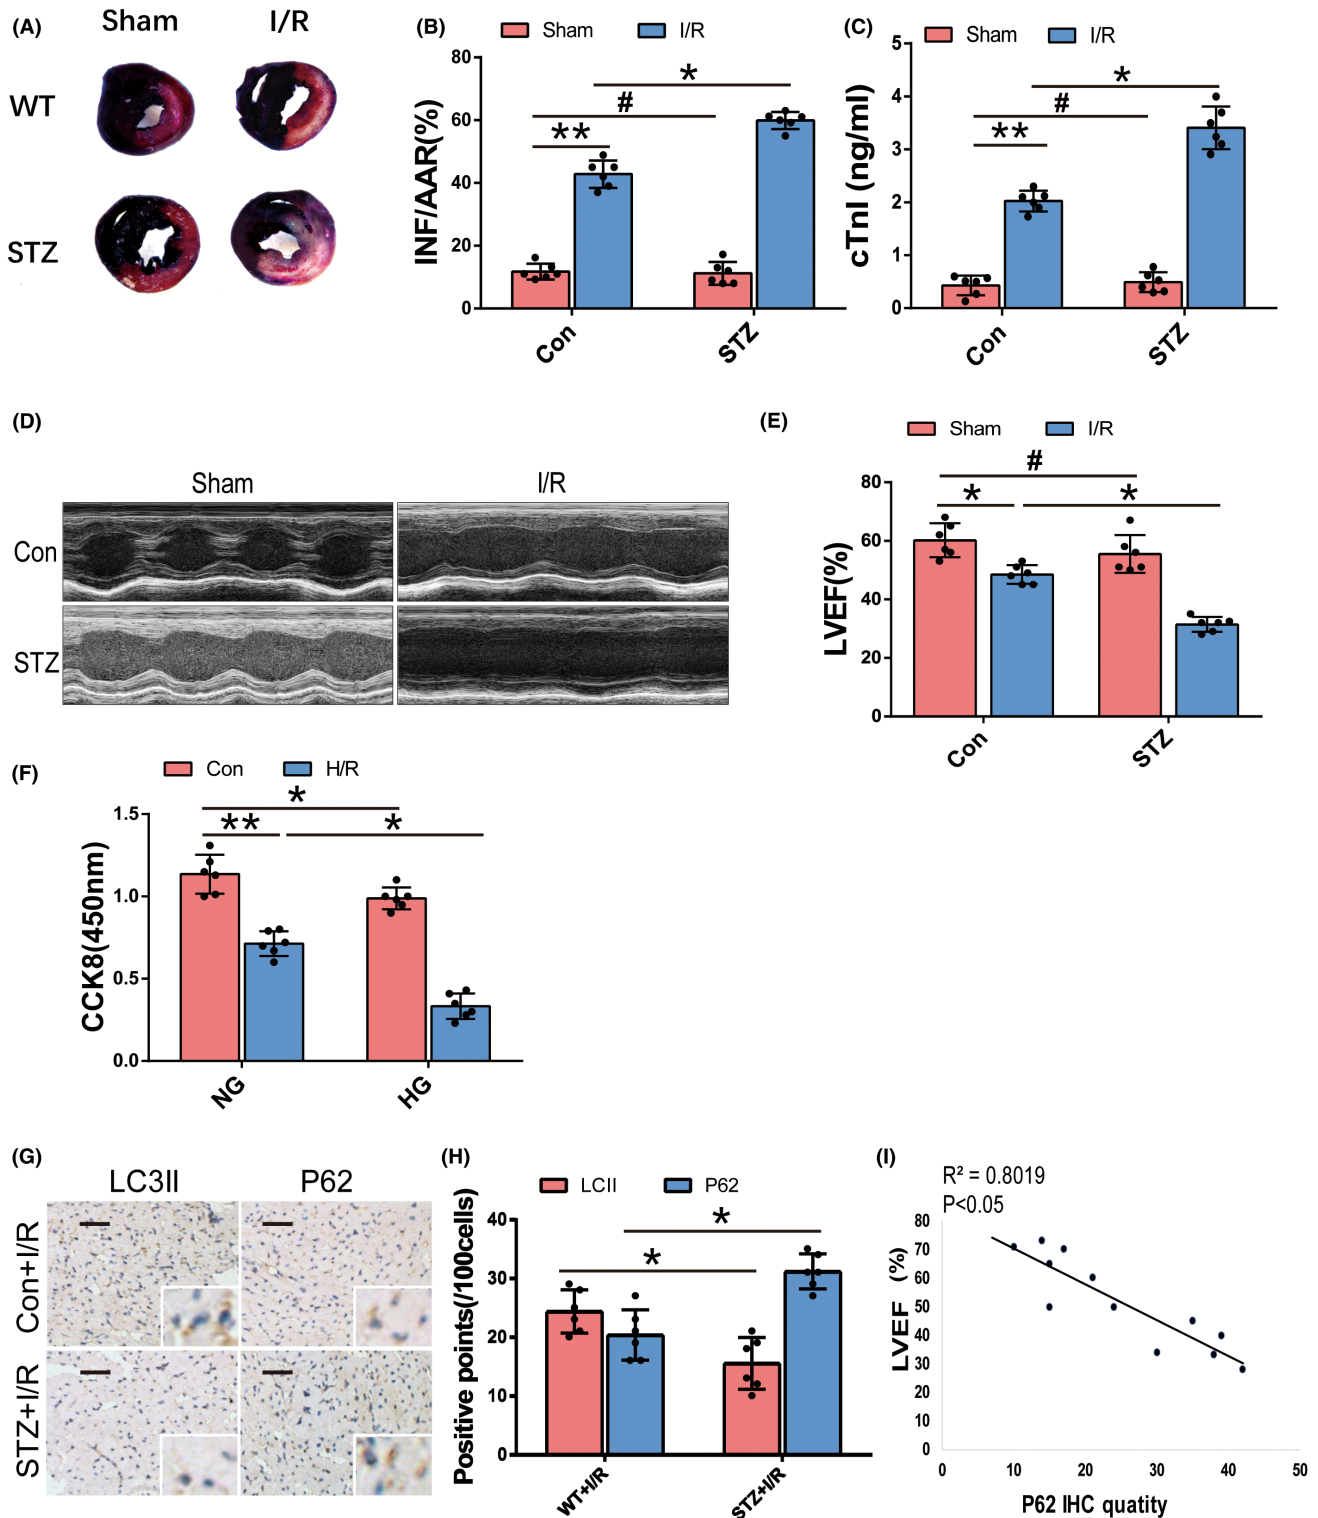 (A)
Sham I/R
WT
STZ
(B)
Sham I/R
INF/AAR(%)
80
60
40
20
0
*
#
**
Con STZ
(C)
Sham I/R
cTnI (ng/ml)
5
4
3
2
1
0
*
#
**
Con STZ
(D)
Sham I/R
Con
STZ
(E)
Sham I/R
LVEF(%)
80
60
40
20
0
#
* *
Con STZ
(F)
Con H/R
CCK8(450nm)
1.5
1.0
0.5
0.0
*
** *
NG HG
(G)
LC3II P62
Con+I/R
STZ+I/R
(H)
LCII P62
Positive points(/100cells)
40
30
20
10
0
*
*
WT+I/R STZ+I/R
(I)
R² = 0.8019
P<0.05
LVEF (%)
80
70
60
50
40
30
20
10
0
0 10 20 30 40 50
P62 IHC quatity